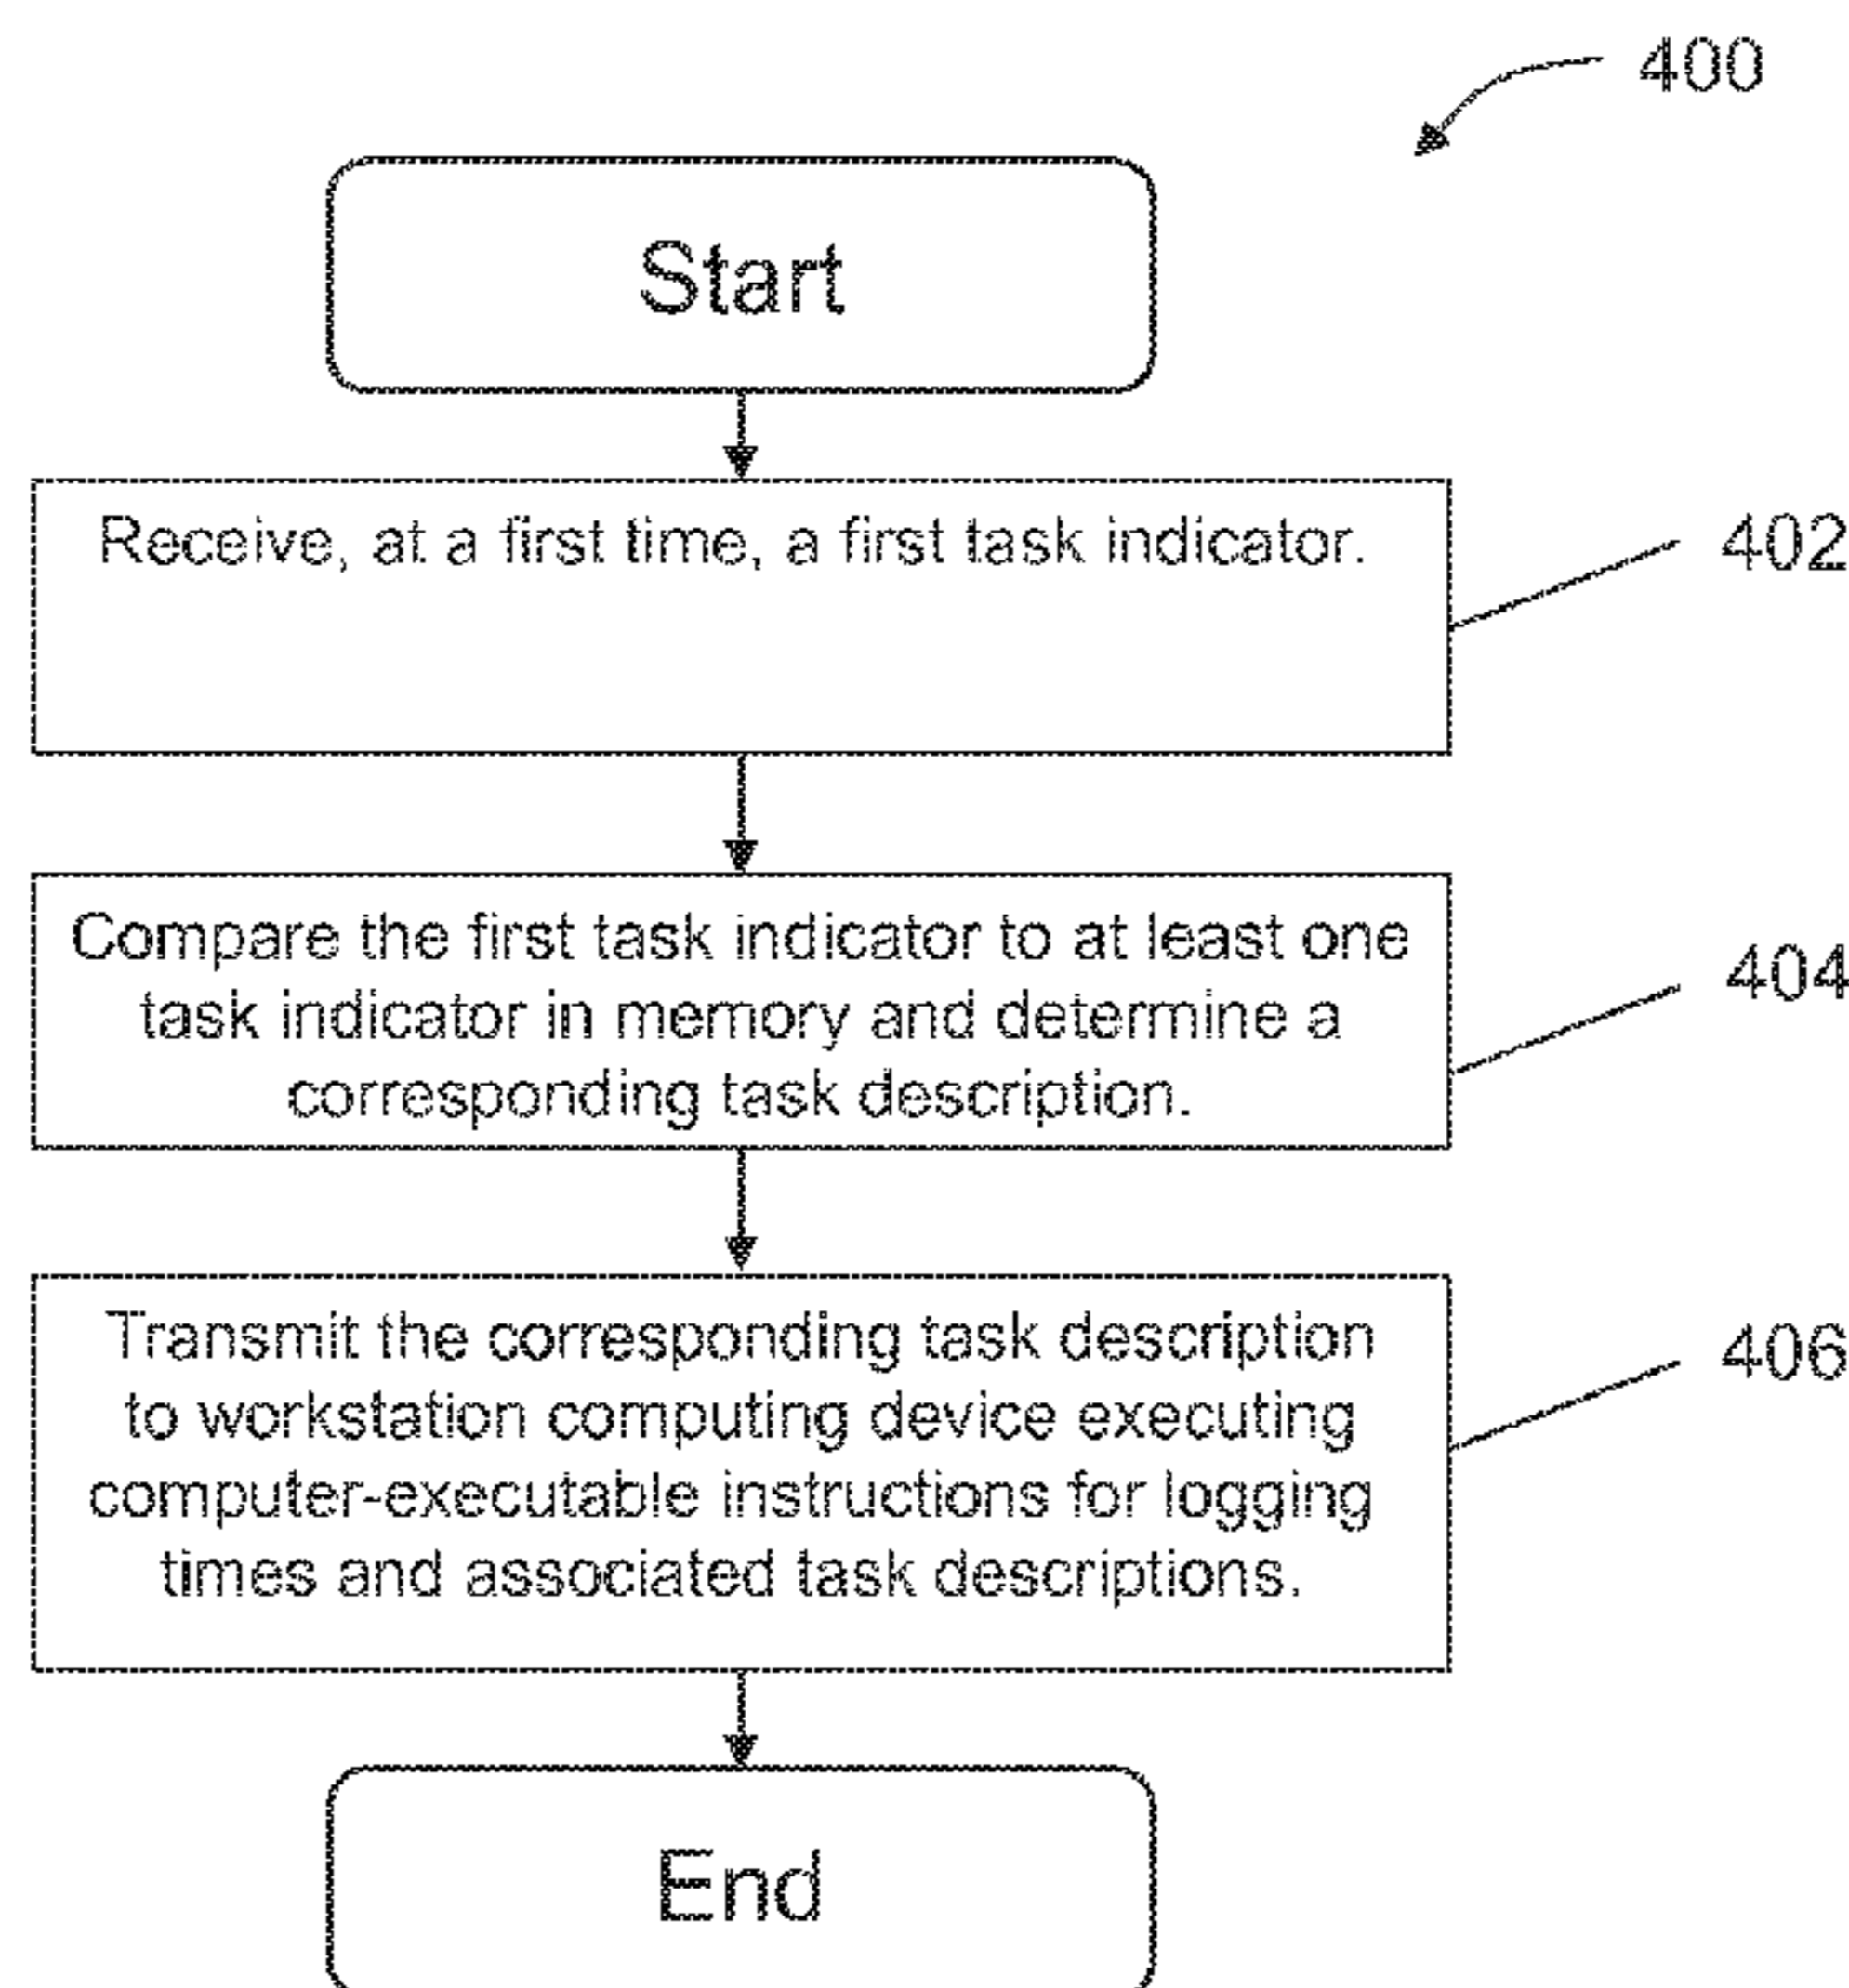 400
Start
Receive, at a first time, a first task indicator.
402
Compare the first task indicator to at least one
task indicator in memory and determine a
corresponding task description.
404
Transmit the corresponding task description
to workstation computing device executing
computer-executable instructions for logging
times and associated task descriptions.
406
End